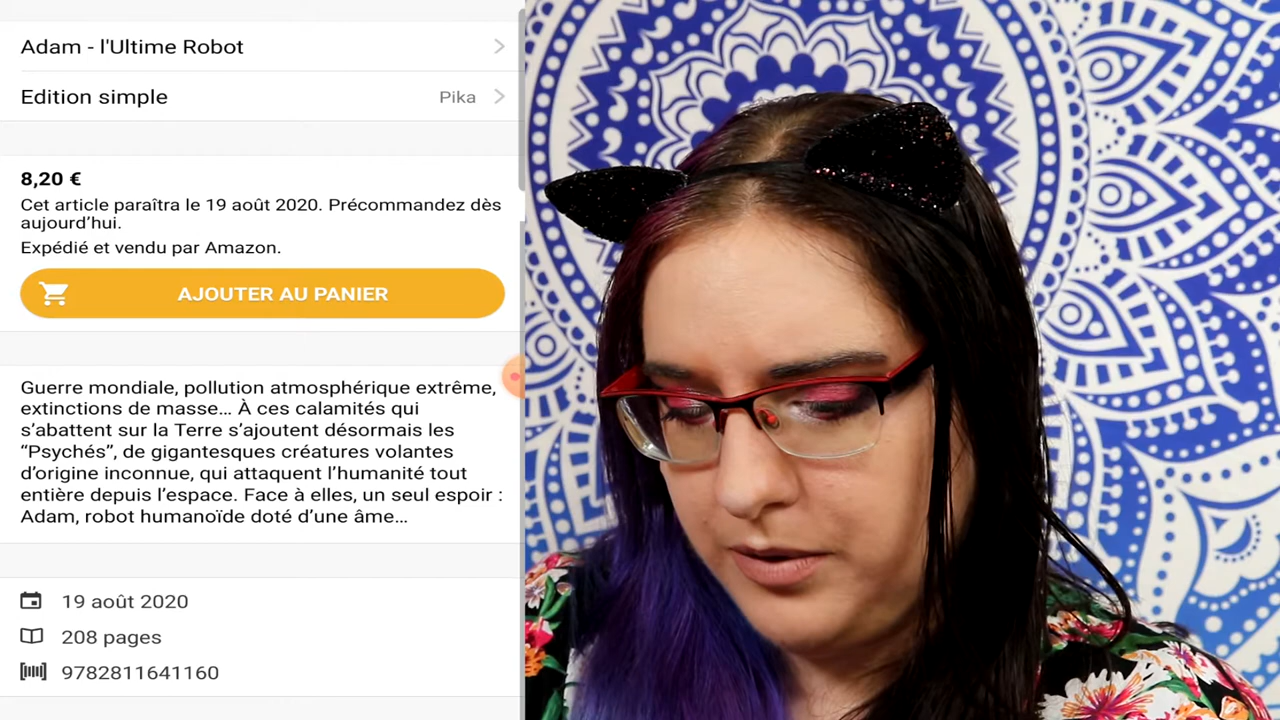 Adam - l'Ultime Robot
Edition simple Pika
8,20 €
Cet article paraîtra le 19 août 2020. Précommandez dès
aujourd’hui.
Expédié et vendu par Amazon.
AJOUTER AU PANIER
Guerre mondiale, pollution atmosphérique extrême,
extinctions de masse… À ces calamités qui
s’abattent sur la Terre s’ajoutent désormais les
“Psychés”, de gigantesques créatures volantes
d’origine inconnue, qui attaquent l’humanité tout
entière depuis l’espace. Face à elles, un seul espoir :
Adam, robot humanoïde doté d’une âme…
19 août 2020
208 pages
9782811641160